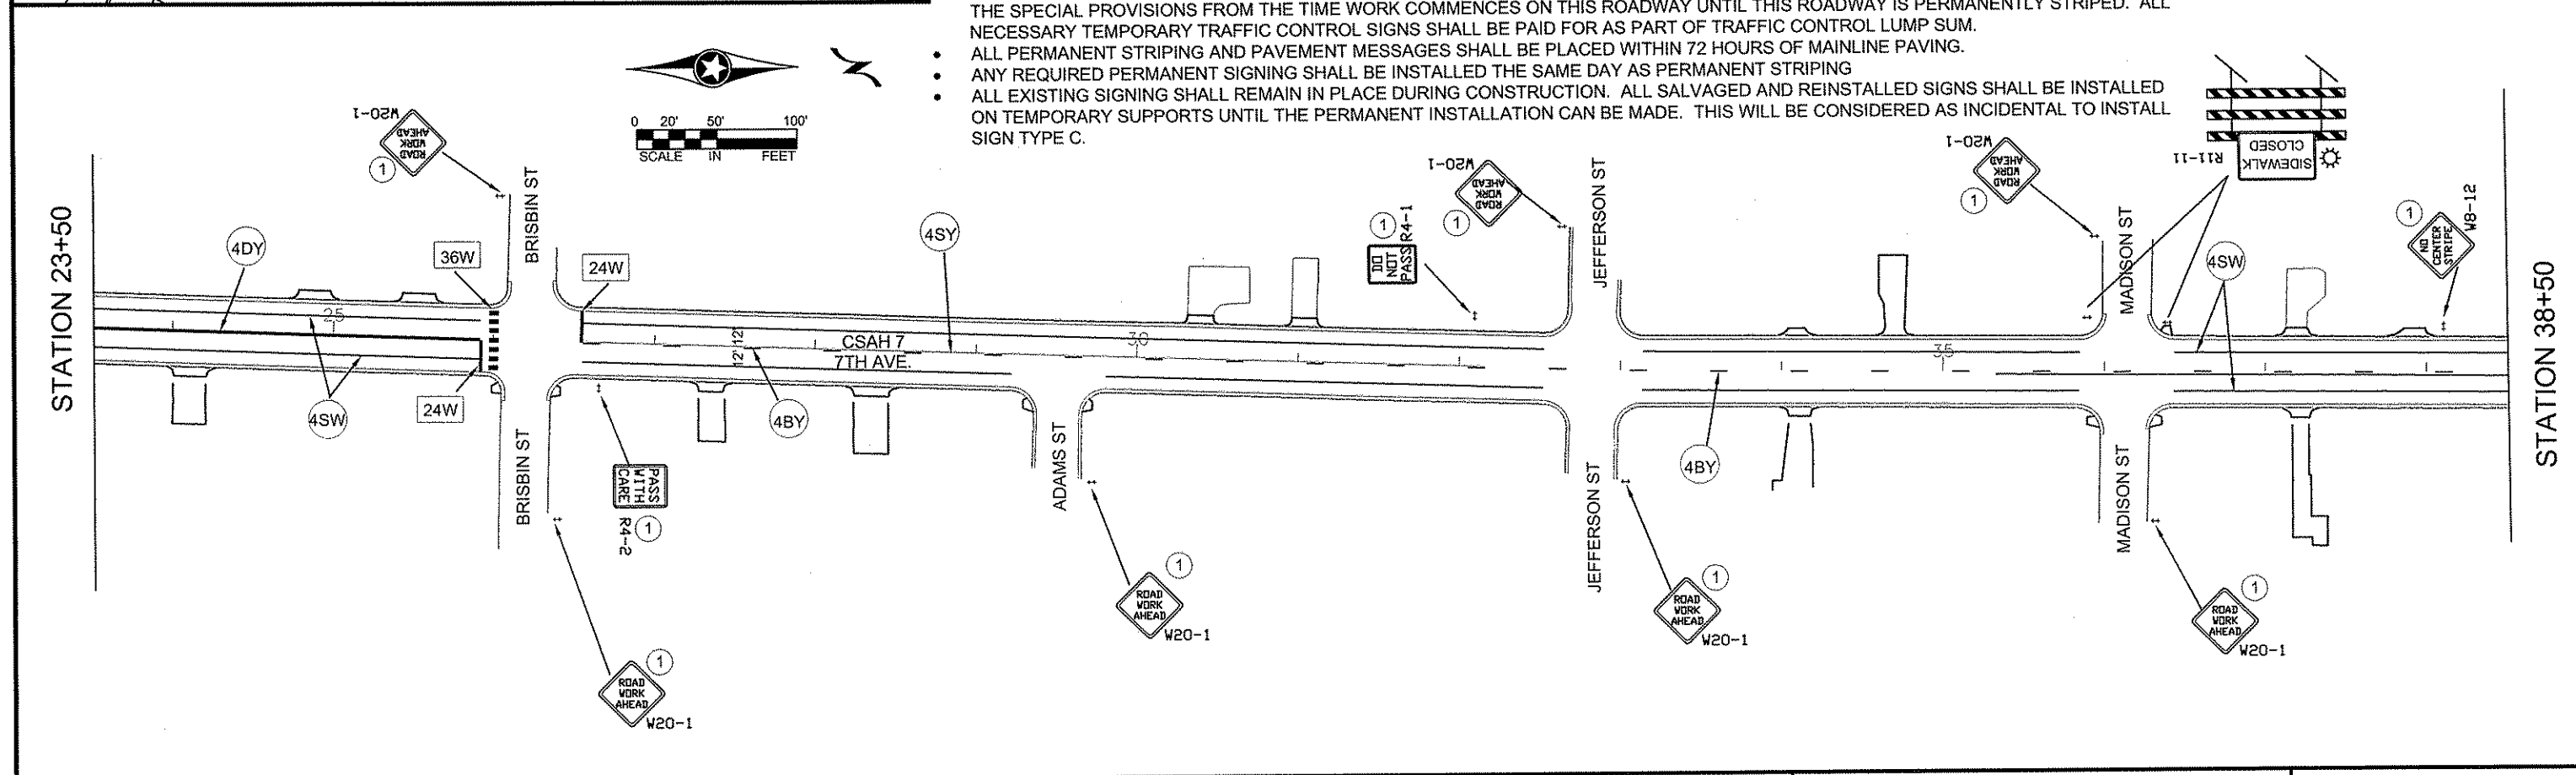 THE SPECIAL PROVISIONS FROM THE TIME WORK COMMENCES ON THIS ROADWAY UNTIL THIS ROADWAY IS PERMANENTLY STRIPED. ALL
NECESSARY TEMPORARY TRAFFIC CONTROL SIGNS SHALL BE PAID FOR AS PART OF TRAFFIC CONTROL LUMP SUM.
• ALL PERMANENT STRIPING AND PAVEMENT MESSAGES SHALL BE PLACED WITHIN 72 HOURS OF MAINLINE PAVING.
• ANY REQUIRED PERMANENT SIGNING SHALL BE INSTALLED THE SAME DAY AS PERMANENT STRIPING
• ALL EXISTING SIGNING SHALL REMAIN IN PLACE DURING CONSTRUCTION. ALL SALVAGED AND REINSTALLED SIGNS SHALL BE INSTALLED
ON TEMPORARY SUPPORTS UNTIL THE PERMANENT INSTALLATION CAN BE MADE. THIS WILL BE CONSIDERED AS INCIDENTAL TO INSTALL
SIGN TYPE C.
0 20' 50' 100'
SCALE IN FEET
STATION 23+50
W20-1
ROAD
WORK
AHEAD
1
4DY
25
4SW
36W
24W
BRISBIN ST
BRISBIN ST
24W
4SY
12' 12'
CSAH 7
7TH AVE.
4BY
30
PASS
WITH
CARE
R4-2
1
ROAD
WORK
AHEAD
1
W20-1
ADAMS ST
ROAD
WORK
AHEAD
1
W20-1
DO
NOT
PASS
R4-1
1
W20-1
ROAD
WORK
AHEAD
1
JEFFERSON ST
JEFFERSON ST
ROAD
WORK
AHEAD
1
W20-1
4BY
35
W20-1
ROAD
WORK
AHEAD
1
MADISON ST
MADISON ST
R11-11
SIDEWALK
CLOSED
4SW
ROAD
WORK
AHEAD
1
W20-1
NO
CENTER
STRIPE
1
W8-12
STATION 38+50